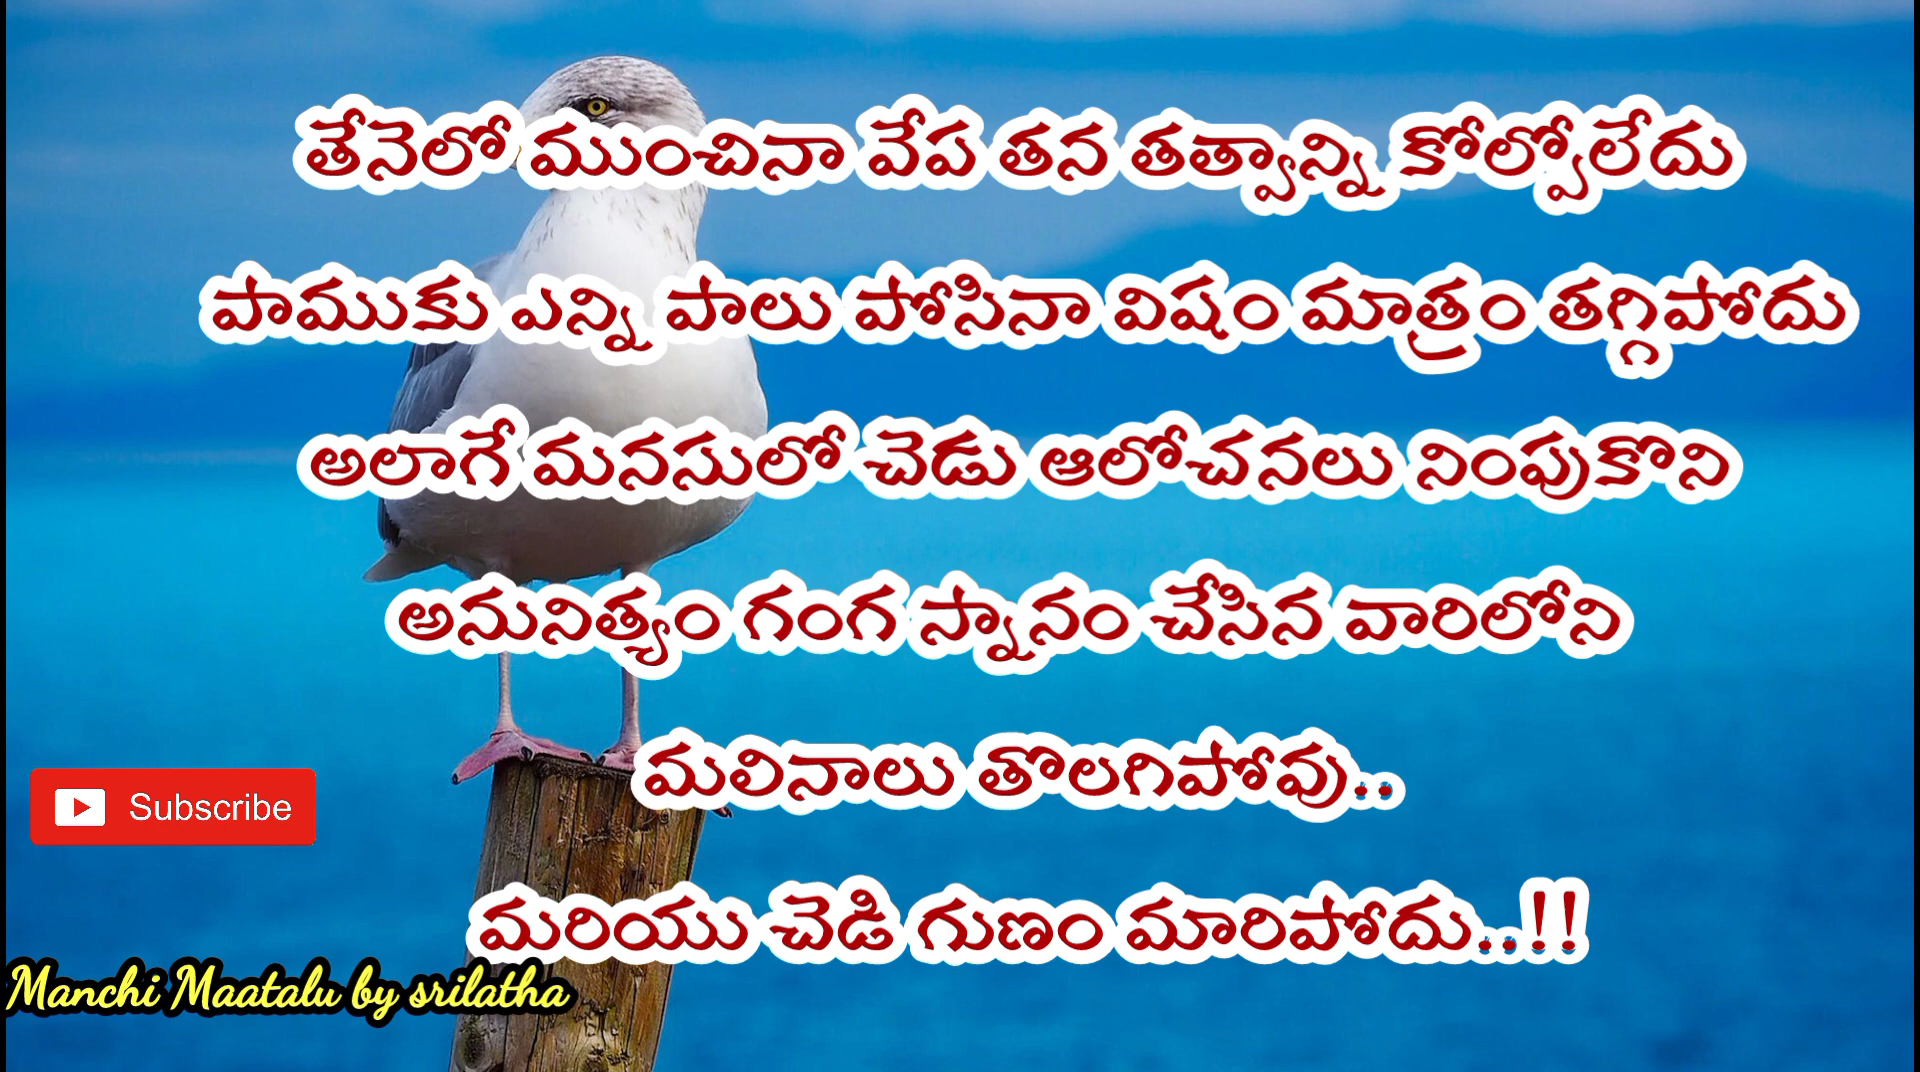 తేనెలో ముంచినా వేప తన తత్వాన్ని కోల్వోలేదు
పాముకు ఎన్ని పాలు పోసినా విషం మాత్రం తగ్గిపోదు
అలాగే మనసులో చెడు ఆలోచనలు నింపుకొని
అనునిత్యం గంగ స్నానం చేసిన వారిలోని
మలినాలు తొలగిపోవు..
మరియు చెడి గుణం మారిపోదు..!!
Subscribe
Manchi Maatalu by srilatha